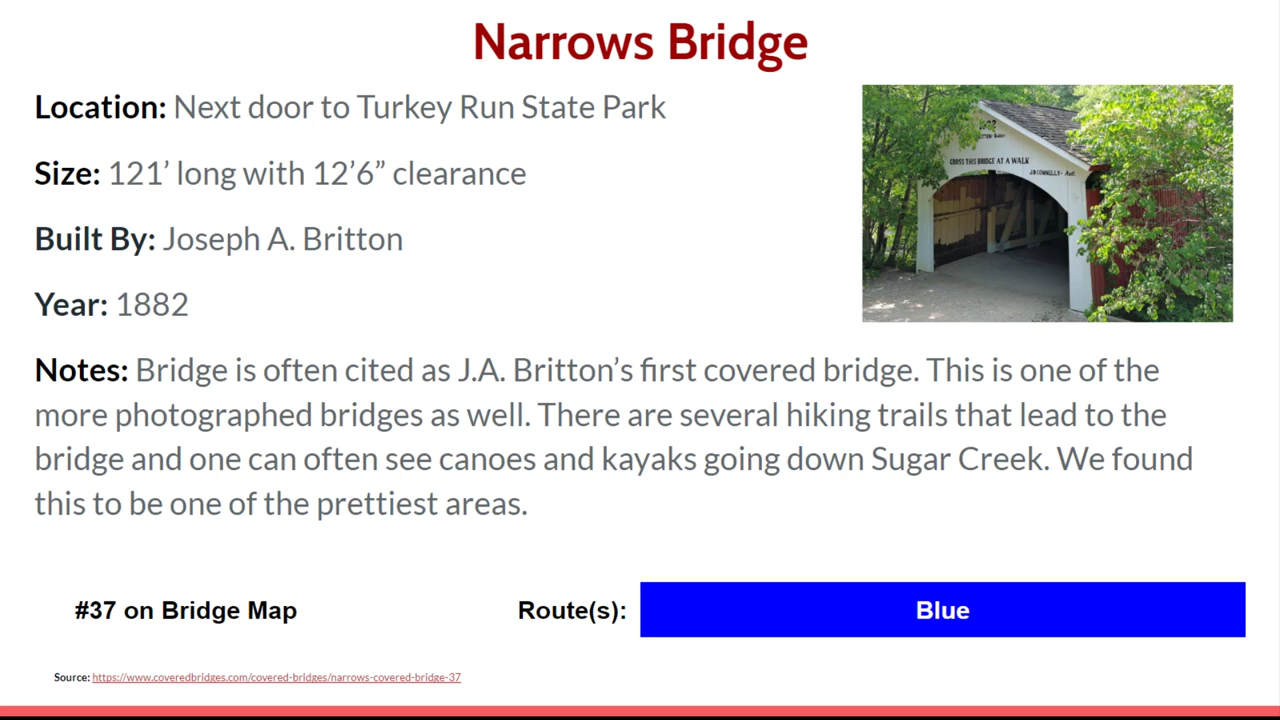 Narrows Bridge
Location: Next door to Turkey Run State Park
Size: 121’ long with 12’6” clearance
Built By: Joseph A. Britton
Year: 1882
CROSS THIS BRIDGE AT A WALK
Notes: Bridge is often cited as J.A. Britton’s first covered bridge. This is one of the
more photographed bridges as well. There are several hiking trails that lead to the
bridge and one can often see canoes and kayaks going down Sugar Creek. We found
this to be one of the prettiest areas.
#37 on Bridge Map
Route(s):
Blue
Source: https://www.coveredbridges.com/covered-bridges/narrows-covered-bridge-37